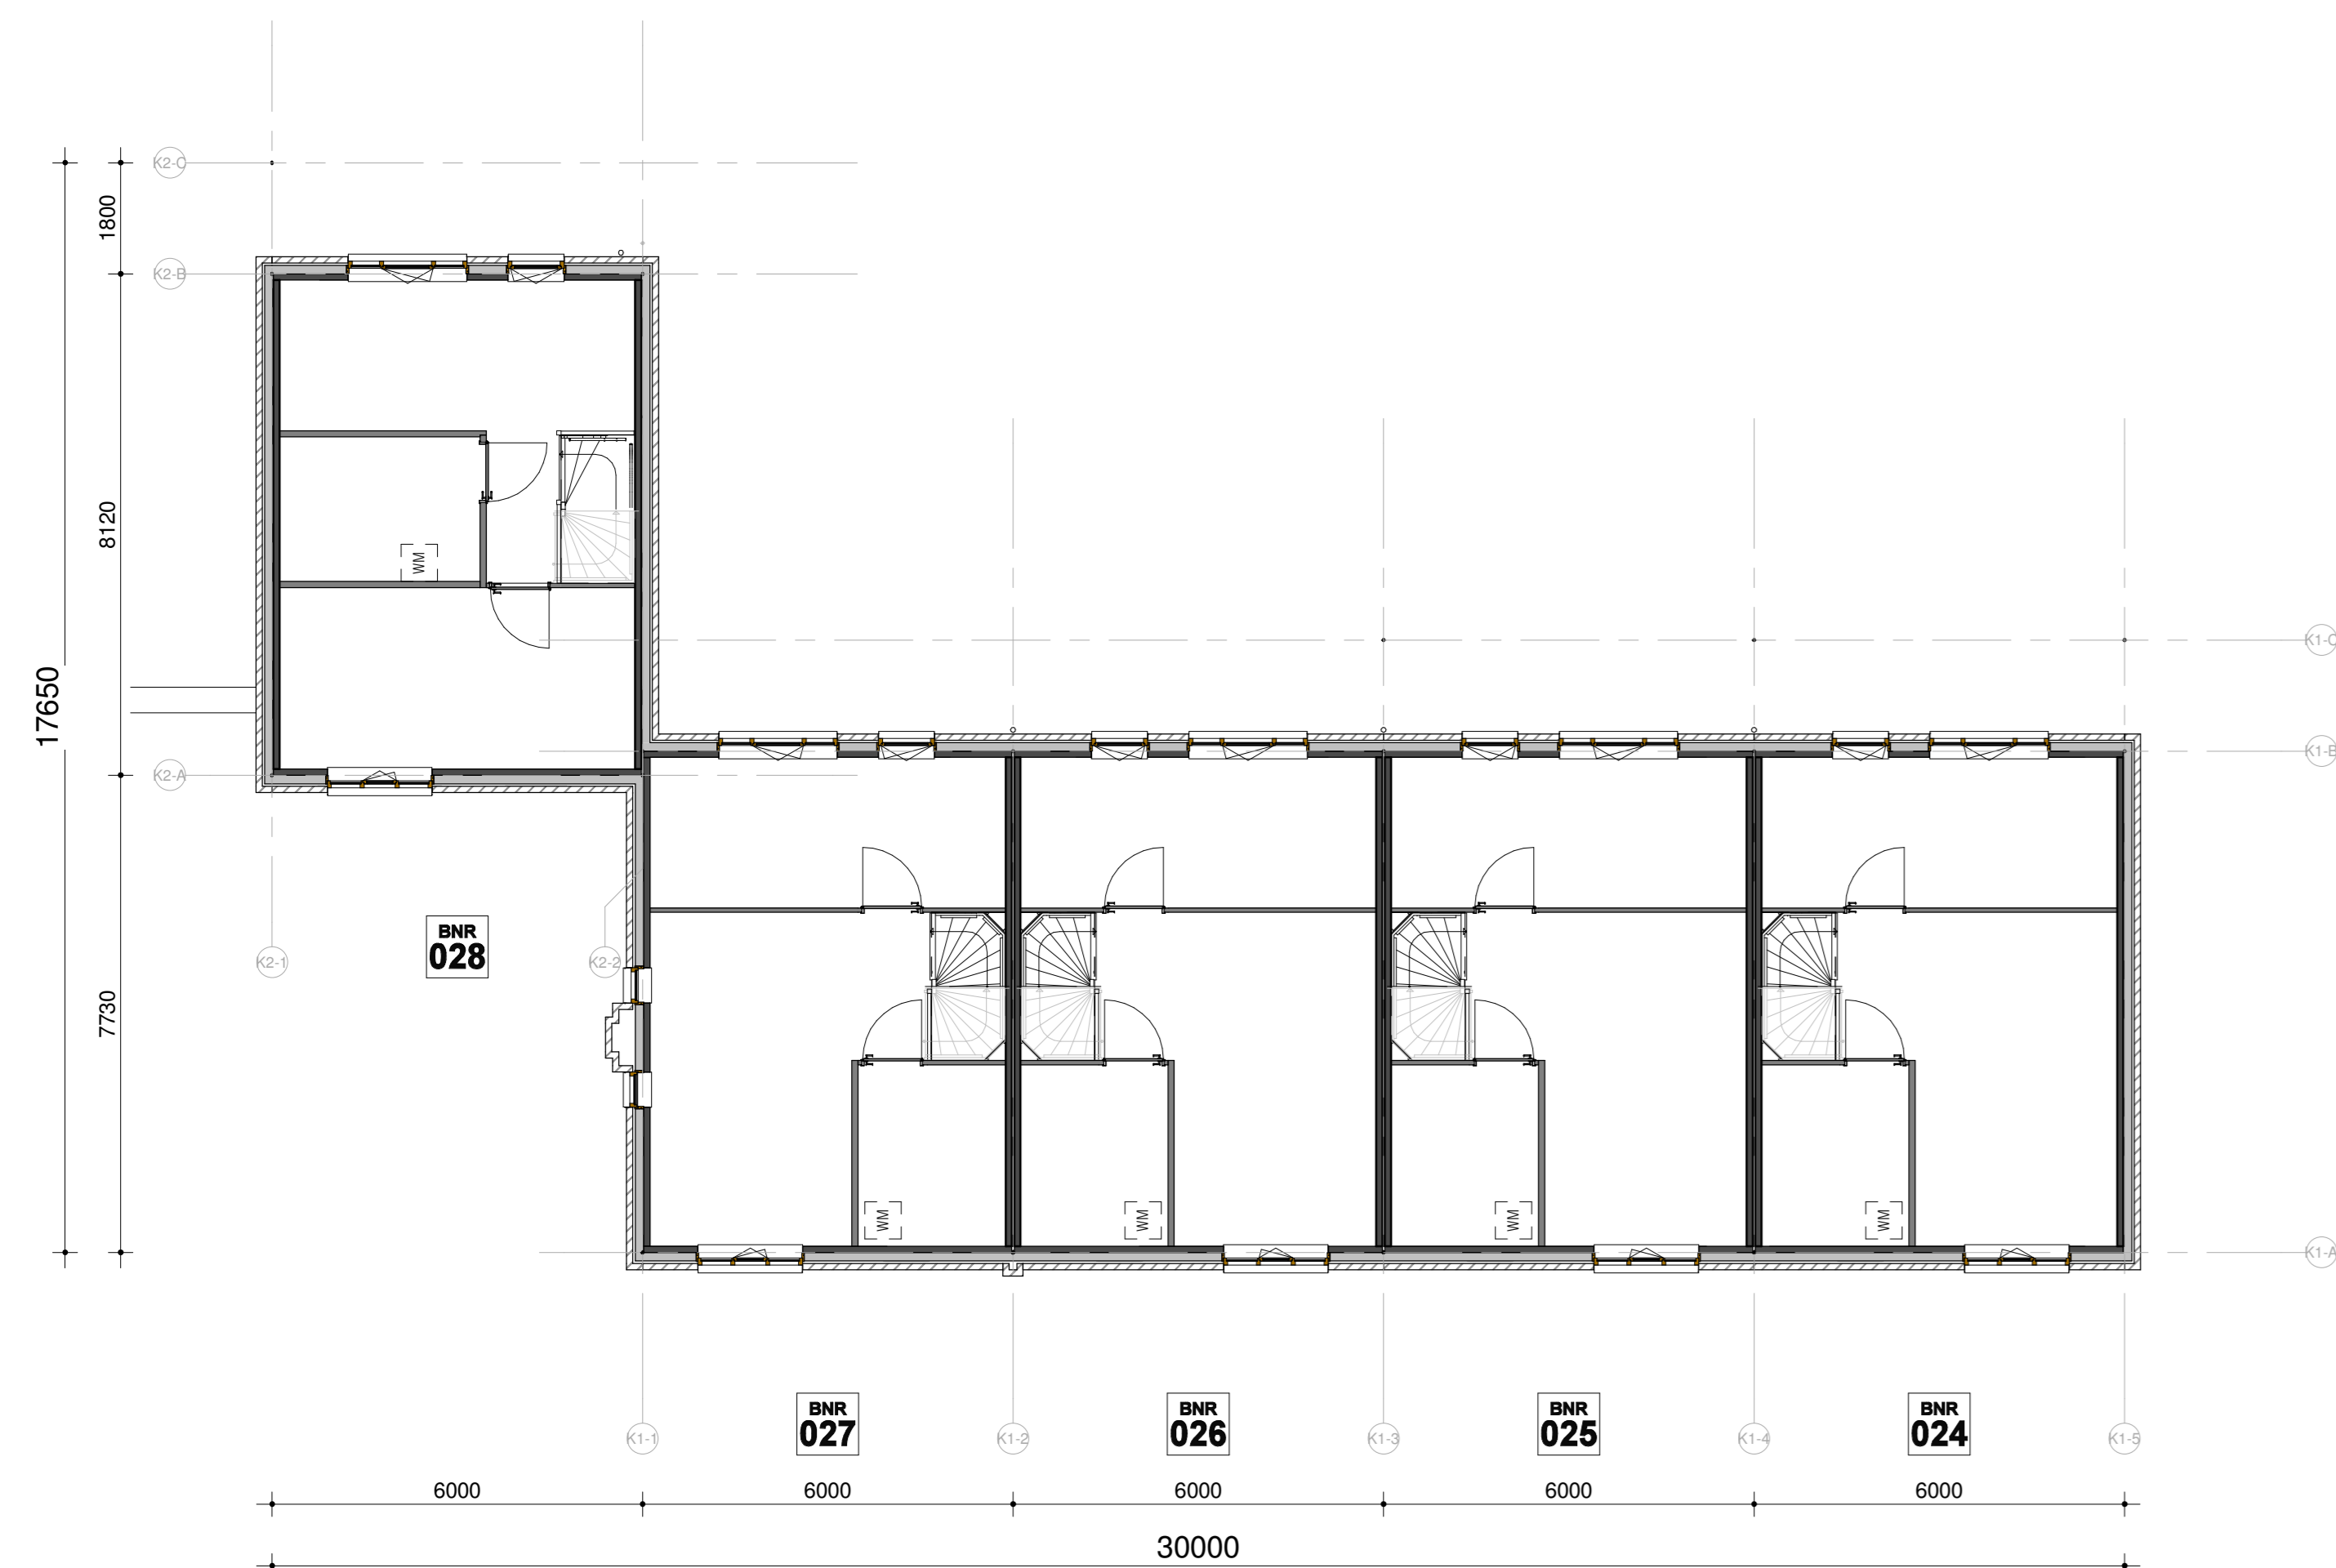 K2-C
1800
K2-B
8120
WM
17650
K1-C
K1-B
K2-A
BNR
028
K2-1
K2-2
7730
WM
WM
WM
WM
K1-A
BNR
027
BNR
026
BNR
025
BNR
024
K1-1
K1-2
K1-3
K1-4
K1-5
6000
6000
6000
6000
6000
30000